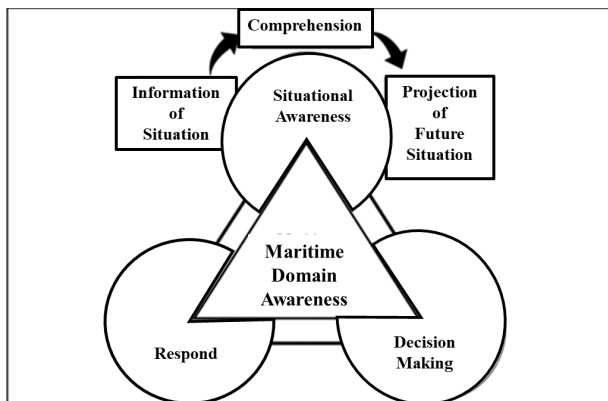 Comprehension
Information
of
Situation
Situational
Awareness
Projection
of
Future
Situation
Maritime
Domain
Awareness
Respond
Decision
Making